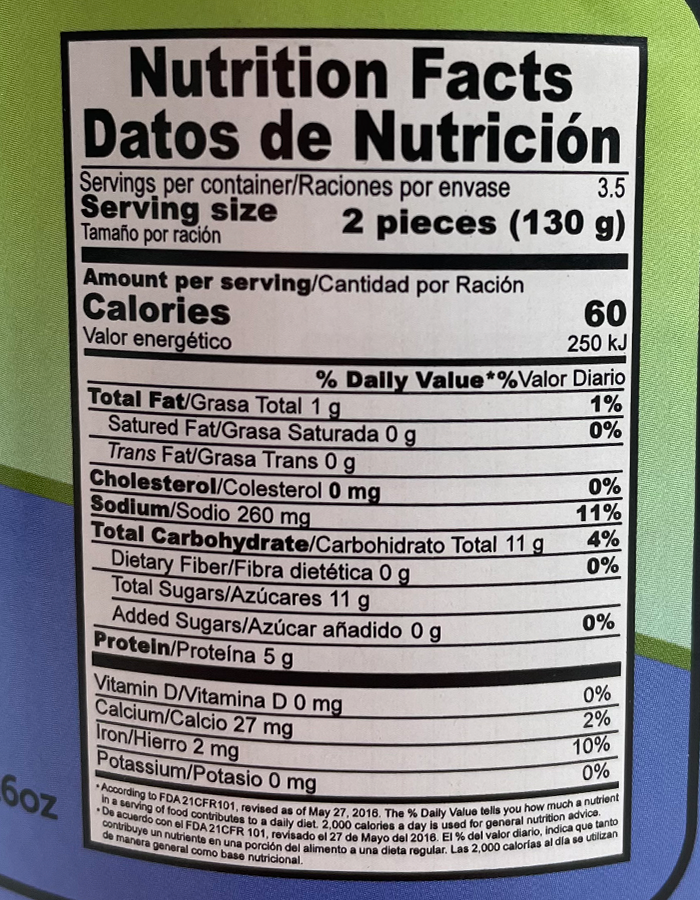 Nutrition Facts
Datos de Nutrición
Servings per container/Raciones por envase 3.5
Serving size 2 pieces (130 g)
Tamaño por ración
Amount per serving/Cantidad por Ración
Calories 60
Valor energético 250 kJ
% Daily Value*%Valor Diario
Total Fat/Grasa Total 1 g 1%
Satured Fat/Grasa Saturada 0 g 0%
Trans Fat/Grasa Trans 0 g
Cholesterol/Colesterol 0 mg 0%
Sodium/Sodio 260 mg 11%
Total Carbohydrate/Carbohidrato Total 11 g 4%
Dietary Fiber/Fibra dietética 0 g 0%
Total Sugars/Azúcares 11 g
Added Sugars/Azúcar añadido 0 g 0%
Protein/Proteína 5 g
Vitamin D/Vitamina D 0 mg 0%
Calcium/Calcio 27 mg 2%
Iron/Hierro 2 mg 10%
Potassium/Potasio 0 mg 0%
*According to FDA 21CFR101, revised as of May 27, 2016. The % Daily Value tells you how much a nutrient
in a serving of food contributes to a daily diet. 2,000 calories a day is used for general nutrition advice.
*De acuerdo con el FDA 21CFR 101, revisado el 27 de Mayo del 2016. El % del valor diario, indica que tanto
contribuye un nutriente en una porción del alimento a una dieta regular. Las 2,000 calorías al día se utilizan
de manera general como base nutricional.
6oz